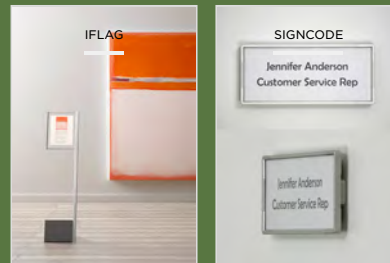 IFLAG
SIGNCODE
Jennifer Anderson
Customer Service Rep
Jennifer Anderson
Customer Service Rep